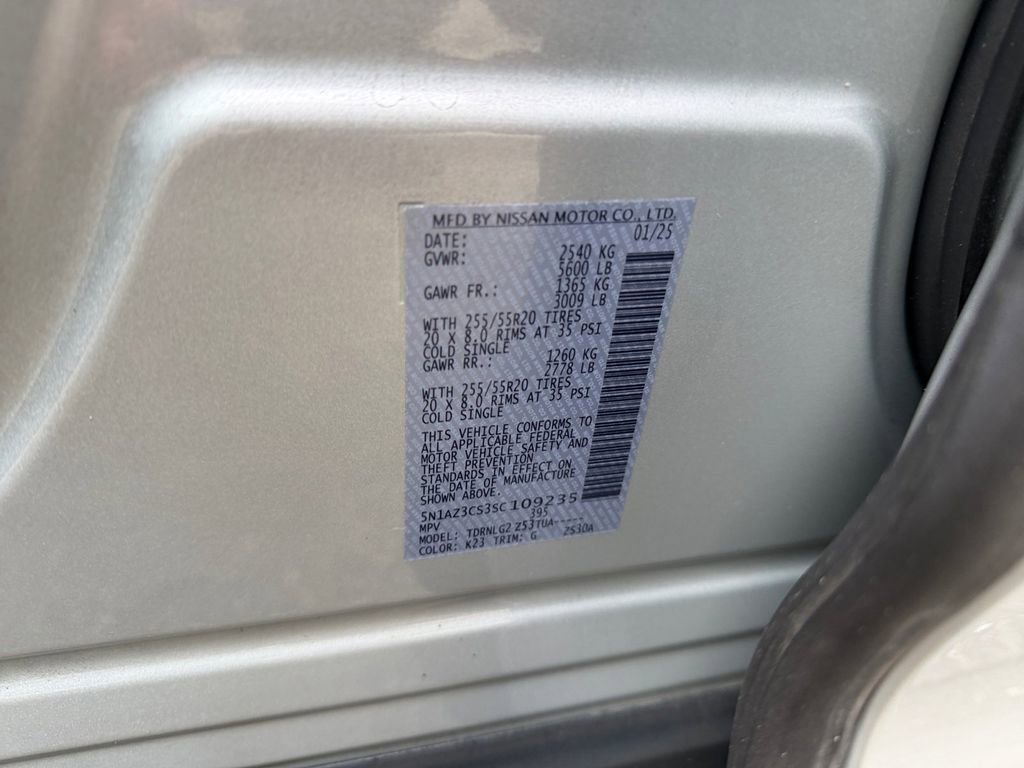 MFD BY NISSAN MOTOR CO., LTD.
DATE: 01/25
GVWR: 2540 KG
5600 LB
GAWR FR.: 1365 KG
3009 LB
WITH 255/55R20 TIRES
20 X 8.0 RIMS AT 35 PSI
COLD SINGLE
GAWR RR.: 1260 KG
2778 LB
WITH 255/55R20 TIRES
20 X 8.0 RIMS AT 35 PSI
COLD SINGLE
THIS VEHICLE CONFORMS TO
ALL APPLICABLE FEDERAL
MOTOR VEHICLE SAFETY AND
THEFT PREVENTION
STANDARDS IN EFFECT ON
THE DATE OF MANUFACTURE
SHOWN ABOVE.
5N1AZ3CS3SC109235
MPV 395
MODEL: TDRNLG2 Z53TUA-----
COLOR: K23 TRIM: G ZS30A